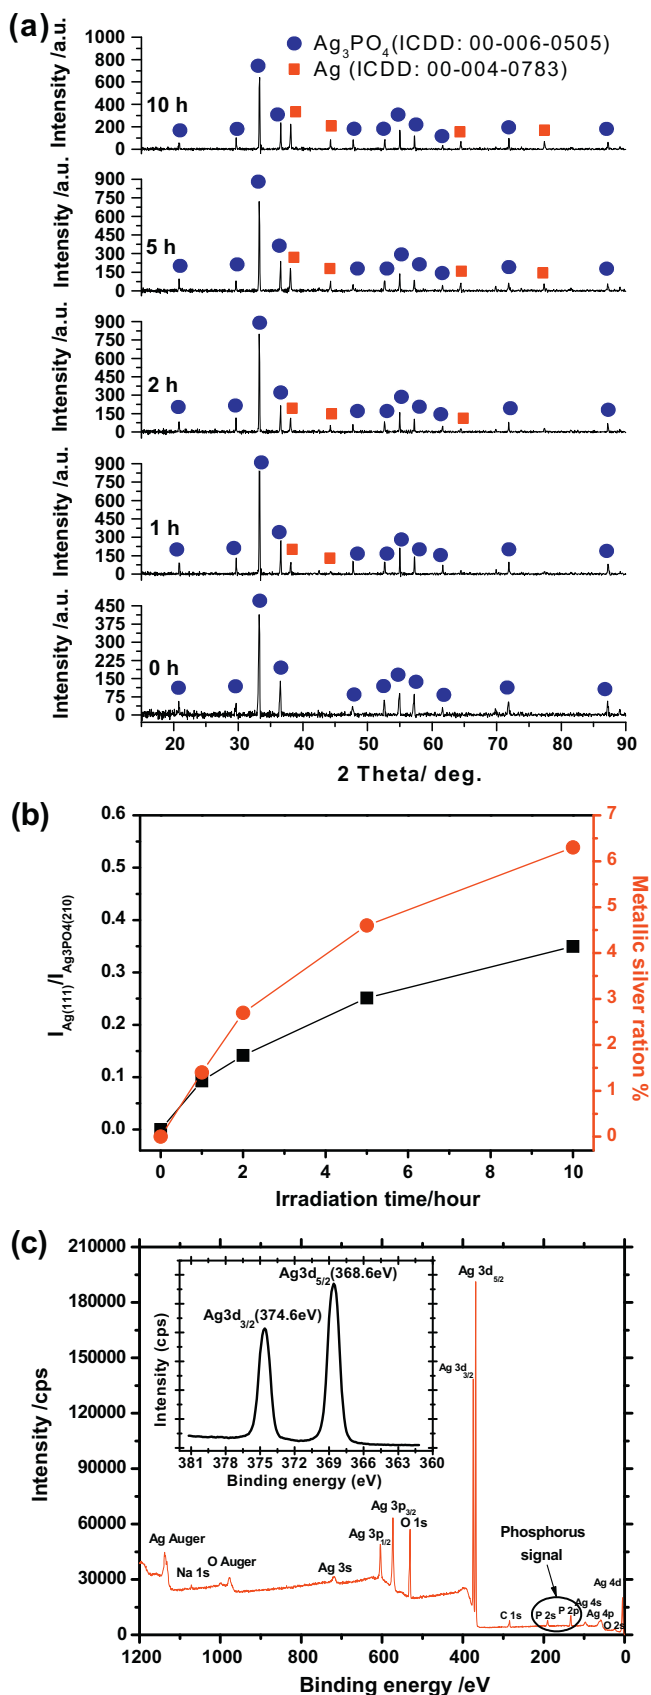 (a)
Ag3PO4(ICDD: 00-006-0505)
Ag (ICDD: 00-004-0783)
Intensity /a.u.
1000
800
600
400
200
0
10 h
Intensity /a.u.
900
750
600
450
300
150
0
5 h
Intensity /a.u.
900
750
600
450
300
150
0
2 h
Intensity /a.u.
900
750
600
450
300
150
0
1 h
Intensity /a.u.
450
375
300
225
150
75
0
0 h
20 30 40 50 60 70 80 90
2 Theta/ deg.
(b)
I Ag(111)/I Ag3PO4(210)
0.6
0.5
0.4
0.3
0.2
0.1
0.0
7
6
5
4
3
2
1
0
Metallic silver ration %
0 2 4 6 8 10
Irradiation time/hour
(c)
Intensity /cps
210000
180000
150000
120000
90000
60000
30000
0
Ag3d5/2(368.6eV)
Ag3d3/2(374.6eV)
Intensity (cps)
381 378 375 372 369 366 363 360
Binding energy (eV)
Ag 3d5/2
Ag 3d3/2
Ag 3p3/2
O 1s
Ag 3p1/2
Ag Auger
O Auger
Na 1s
Ag 3s
Phosphorus
signal
C 1s
P 2s
P 2p
Ag 4s
Ag 4p
Ag 4d
O 2s
1200 1000 800 600 400 200 0
Binding energy /eV